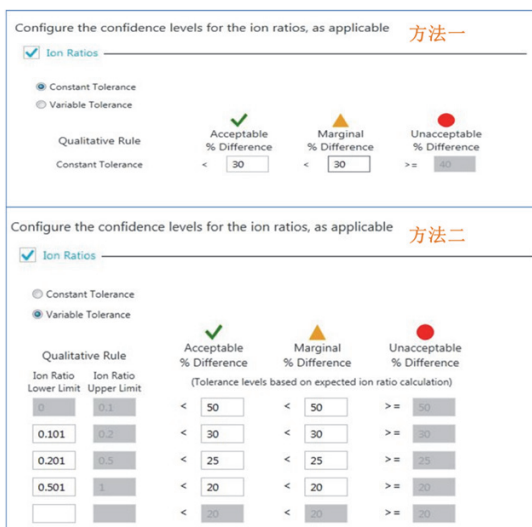 Configure the confidence levels for the ion ratios, as applicable 方法一
Ion Ratios
Constant Tolerance
Variable Tolerance
Qualitative Rule Acceptable % Difference Marginal % Difference Unacceptable % Difference
Constant Tolerance < 30 < 30 >= 40
Configure the confidence levels for the ion ratios, as applicable 方法二
Ion Ratios
Constant Tolerance
Variable Tolerance
Qualitative Rule Acceptable % Difference Marginal % Difference Unacceptable % Difference
Ion Ratio Lower Limit Ion Ratio Upper Limit (Tolerance levels based on expected ion ratio calculation)
0 0.1 < 50 < 50 >= 50
0.101 0.2 < 30 < 30 >= 30
0.201 0.5 < 25 < 25 >= 25
0.501 1 < 20 < 20 >= 20
< 20 < 20 >= 20